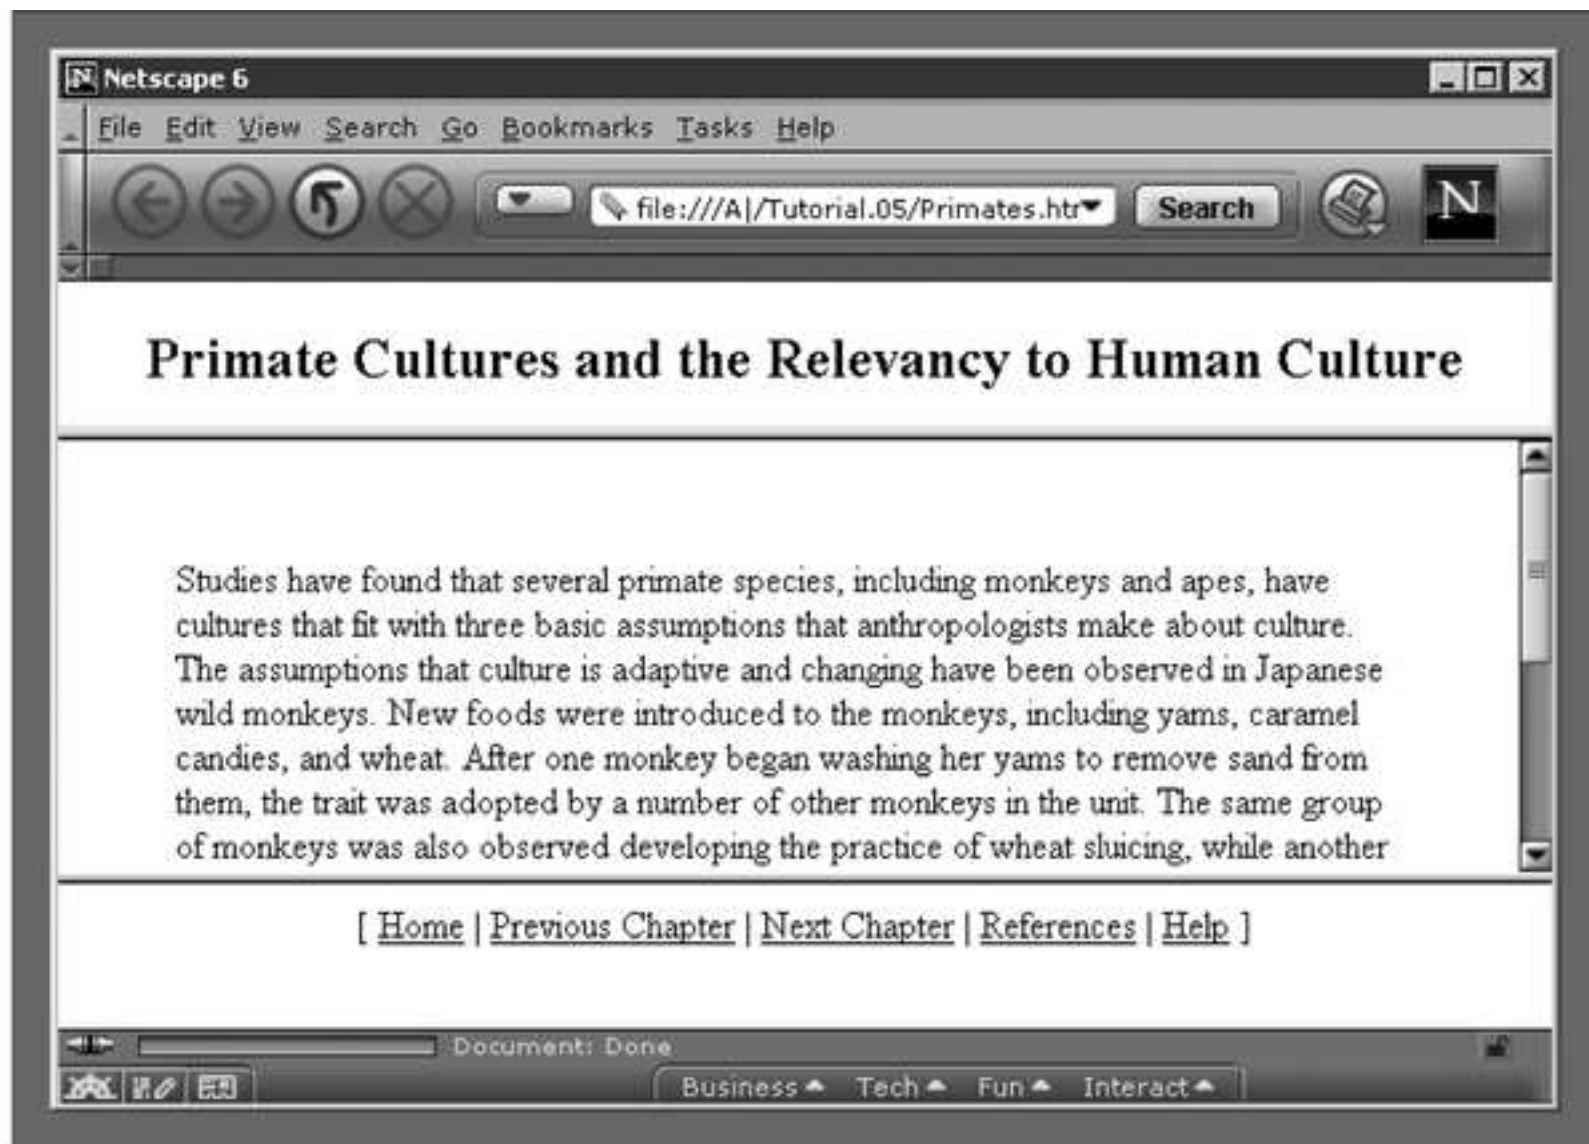 Netscape 6
File Edit View Search Go Bookmarks Tasks Help
file:///A|/Tutorial.05/Primates.htr Search N
Primate Cultures and the Relevancy to Human Culture
Studies have found that several primate species, including monkeys and apes, have
cultures that fit with three basic assumptions that anthropologists make about culture.
The assumptions that culture is adaptive and changing have been observed in Japanese
wild monkeys. New foods were introduced to the monkeys, including yams, caramel
candies, and wheat. After one monkey began washing her yams to remove sand from
them, the trait was adopted by a number of other monkeys in the unit. The same group
of monkeys was also observed developing the practice of wheat sluicing, while another
[ Home | Previous Chapter | Next Chapter | References | Help ]
Document: Done
Business Tech Fun Interact